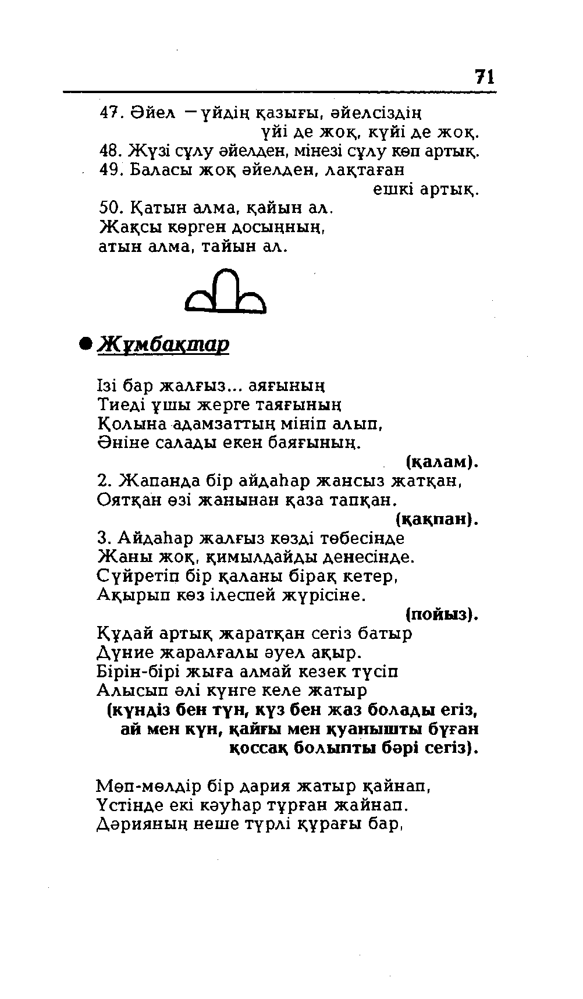 71
47. Әйел — үйдің қазығы, әйелсіздің
үйі де жоқ, күйі де жоқ.
48. Жүзі сұлу әйелден, мінезі сұлу көп артық.
49. Баласы жоқ әйелден, лақтаған
ешкі артық.
50. Қатын алма, қайын ал.
Жақсы көрген досыңның,
атын алма, тайын ал.
● Жұмбақтар
Ізі бар жалғыз... аяғының
Тиеді ұшы жерге таяғының
Қолына адамзаттың мініп алып,
Әніне салады екен баяғының.
(қалам).
2. Жапанда бір айдаһар жансыз жатқан,
Оятқан өзі жанынан қаза тапқан.
(қақпан).
3. Айдаһар жалғыз көзді төбесінде
Жаны жоқ, қимылдайды денесінде.
Сүйретіп бір қаланы бірақ кетер,
Ақырып көз ілеспей жүрісіне.
(пойыз).
Құдай артық жаратқан сегіз батыр
Дүние жаралғалы әуел ақыр.
Бірін-бірі жыға алмай кезек түсіп
Алысып әлі күнге келе жатыр
(күндіз бен түн, күз бен жаз болады егіз,
ай мен күн, қайғы мен қуанышты бұған
қоссақ болыпты бәрі сегіз).
Мөп-мөлдір бір дария жатыр қайнап,
Үстінде екі кәуһар тұрған жайнап.
Дәрияның неше түрлі құрағы бар,